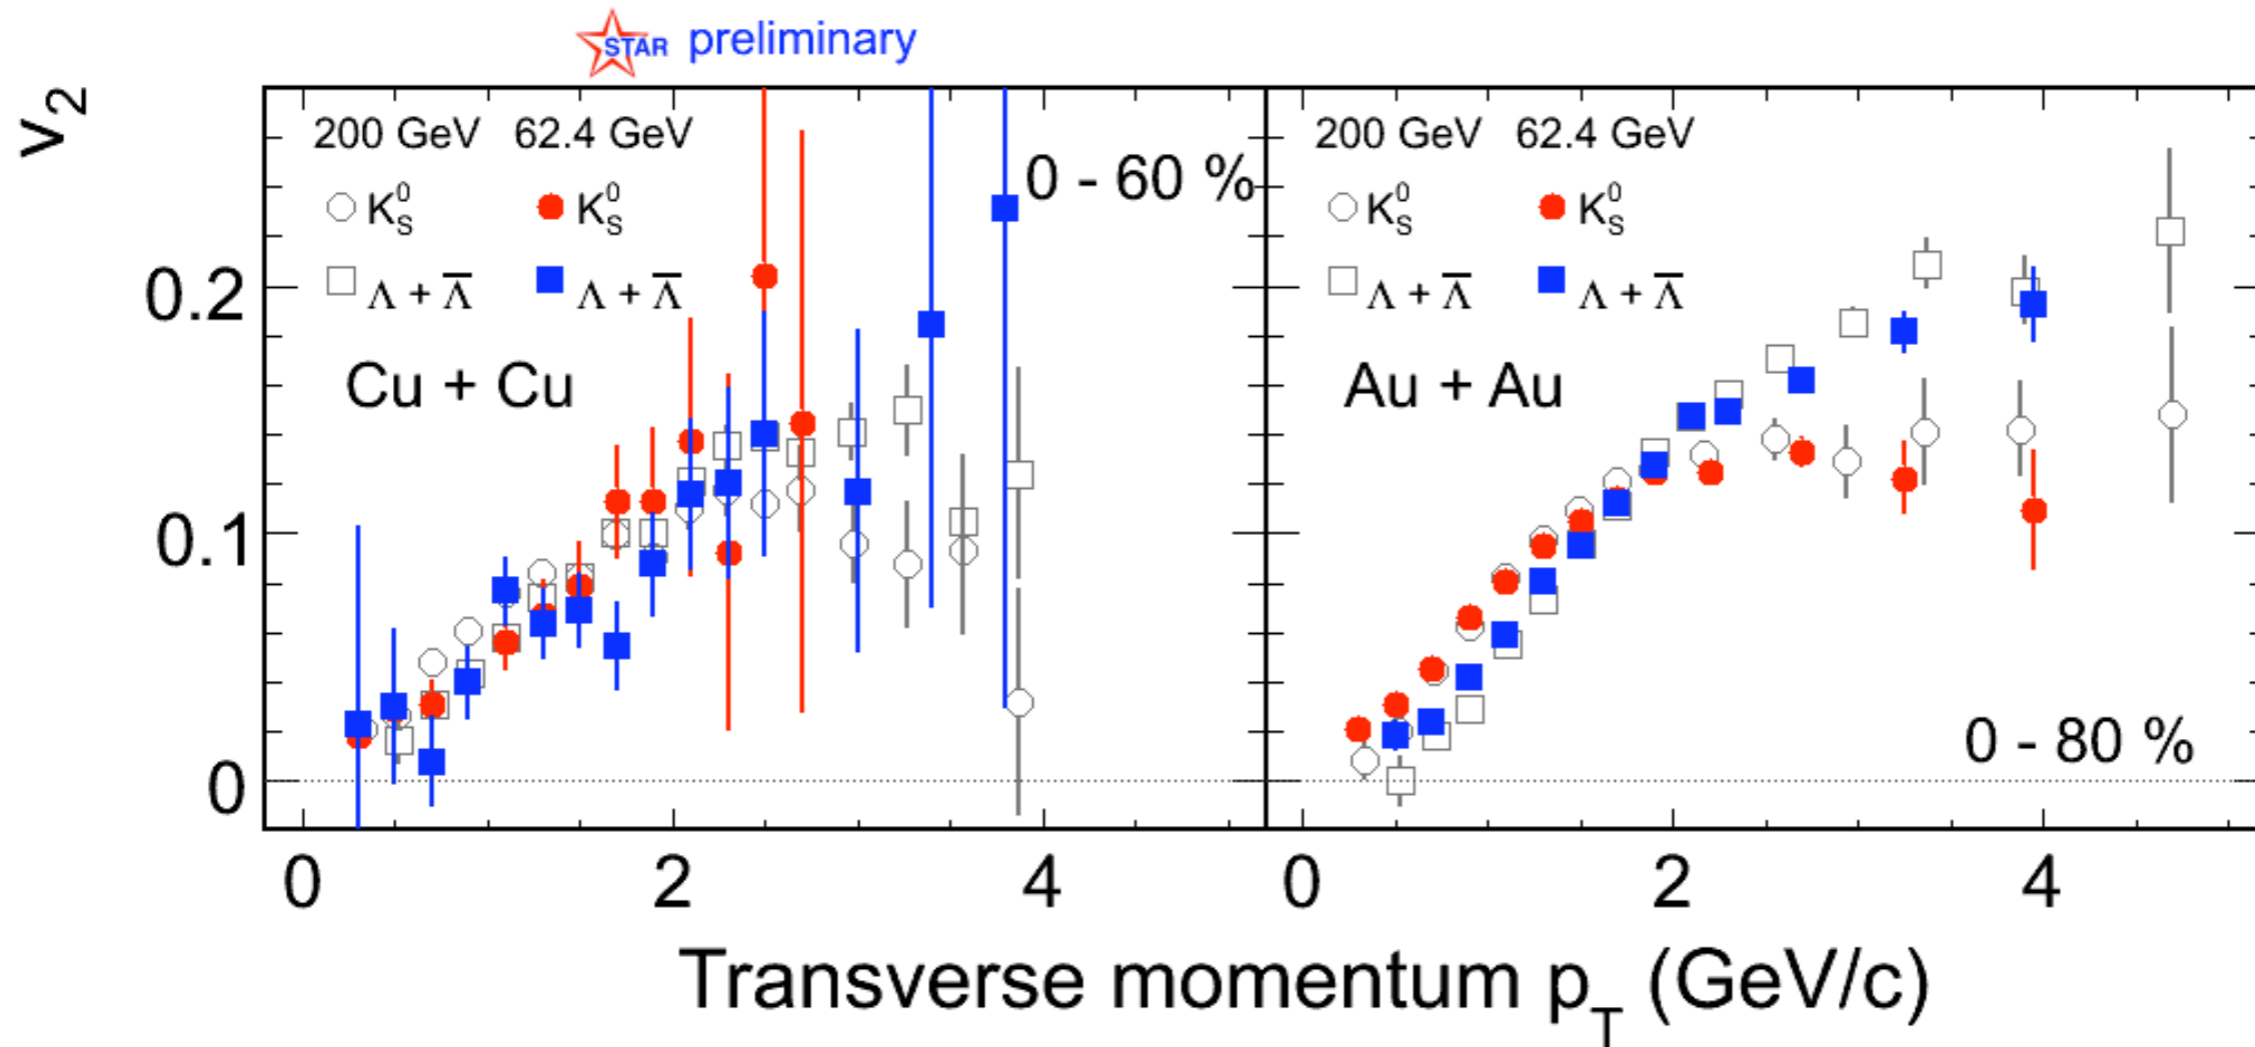 STAR preliminary
v2
200 GeV 62.4 GeV
K0S K0S
Λ + Λ̅ Λ + Λ̅
Cu + Cu
0 - 60 %
200 GeV 62.4 GeV
K0S K0S
Λ + Λ̅ Λ + Λ̅
Au + Au
0 - 80 %
0.2
0.1
0
0 2 4 0 2 4
Transverse momentum pT (GeV/c)